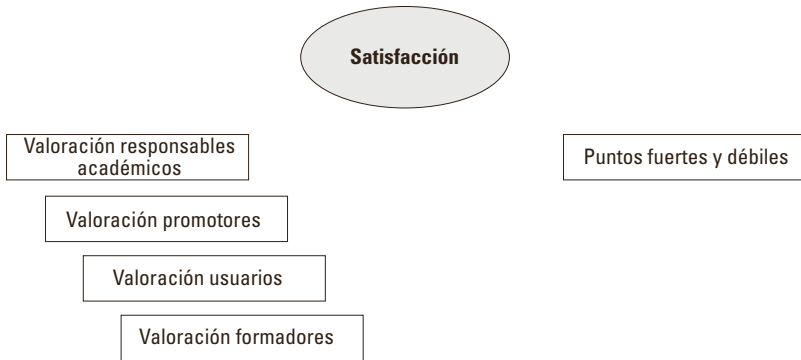 Satisfacción
Valoración responsables
académicos
Puntos fuertes y débiles
Valoración promotores
Valoración usuarios
Valoración formadores